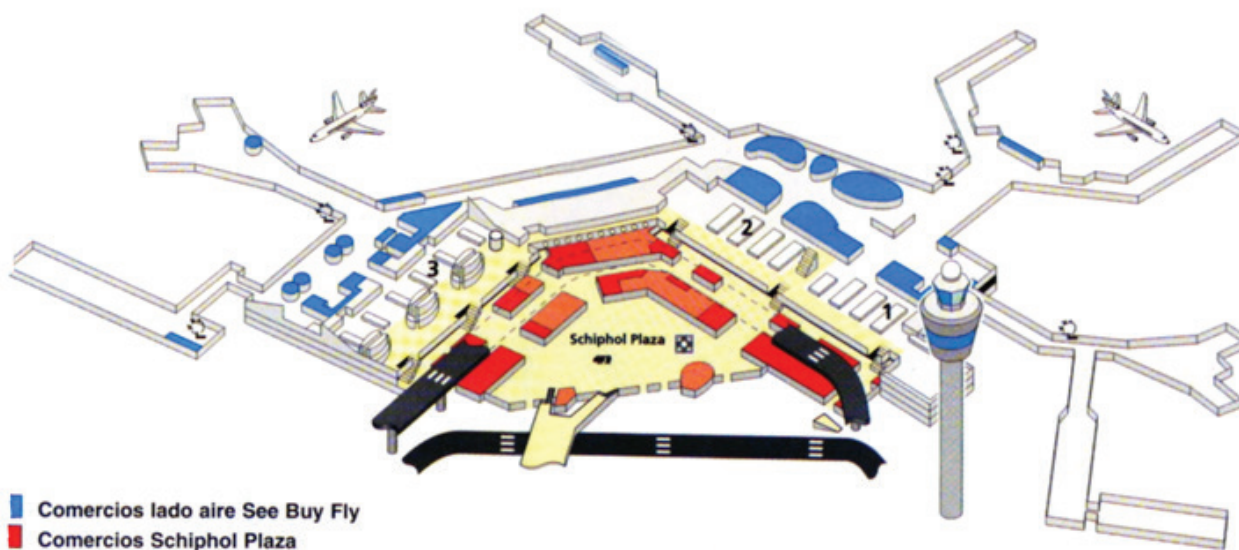 2
3
1
Schiphol Plaza
Comercios lado aire See Buy Fly
Comercios Schiphol Plaza